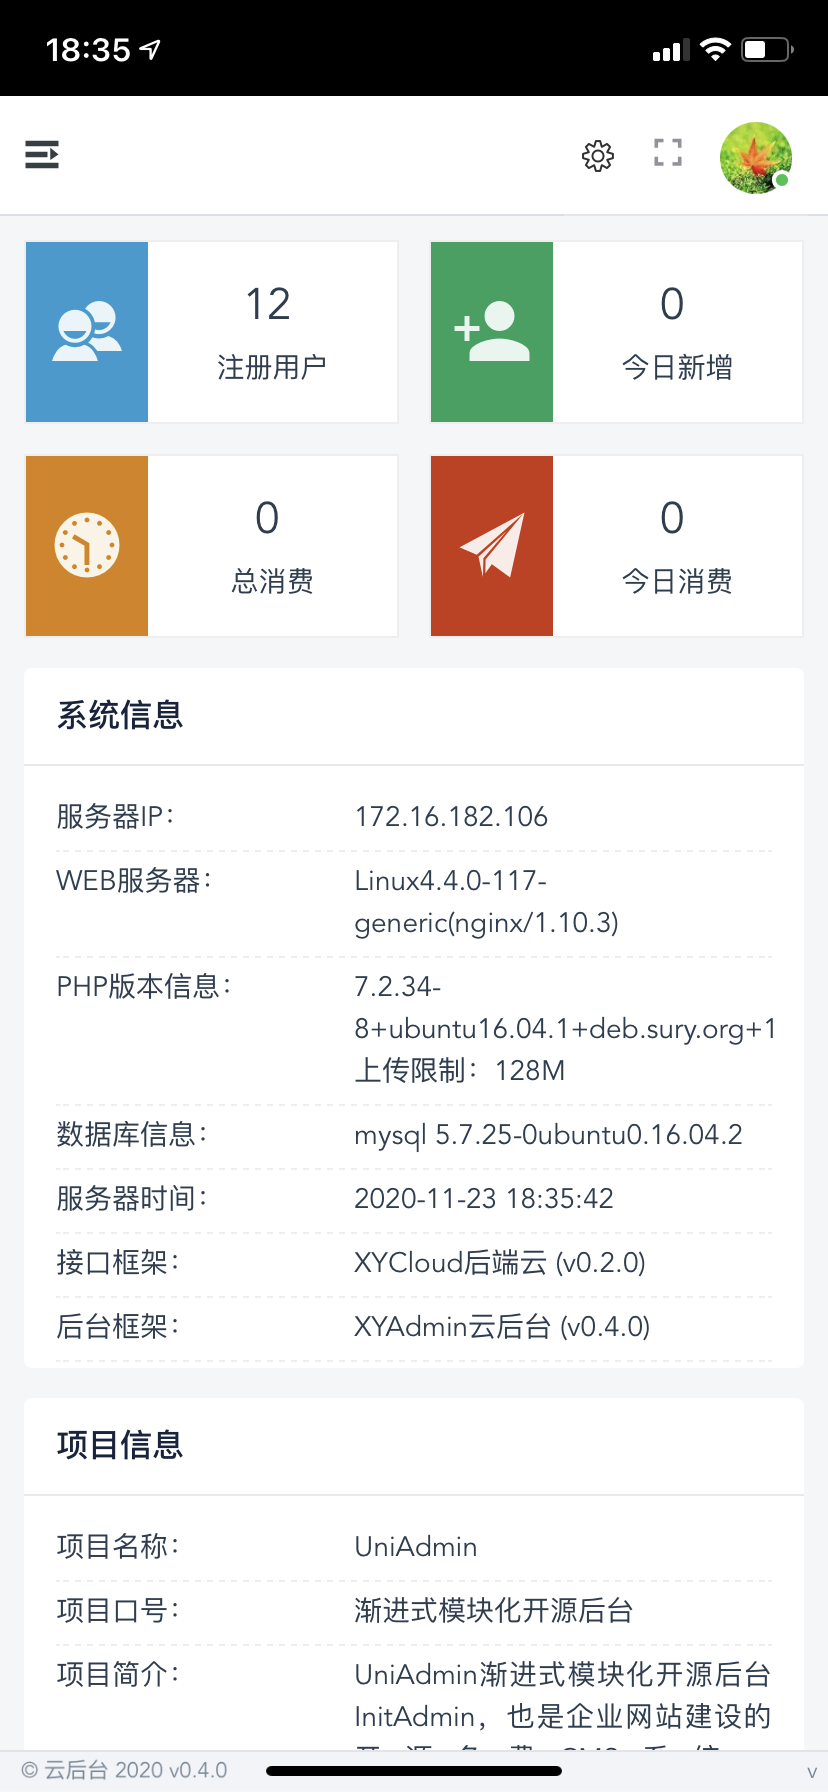 18:35
12
注册用户
0
今日新增
0
总消费
0
今日消费
系统信息
服务器IP：
172.16.182.106
WEB服务器：
Linux4.4.0-117-
generic(nginx/1.10.3)
PHP版本信息：
7.2.34-
8+ubuntu16.04.1+deb.sury.org+1
上传限制：128M
数据库信息：
mysql 5.7.25-0ubuntu0.16.04.2
服务器时间：
2020-11-23 18:35:42
接口框架：
XYCloud后端云 (v0.2.0)
后台框架：
XYAdmin云后台 (v0.4.0)
项目信息
项目名称：
UniAdmin
项目口号：
渐进式模块化开源后台
项目简介：
UniAdmin渐进式模块化开源后台
InitAdmin，也是企业网站建设的
© 云后台 2020 v0.4.0
v